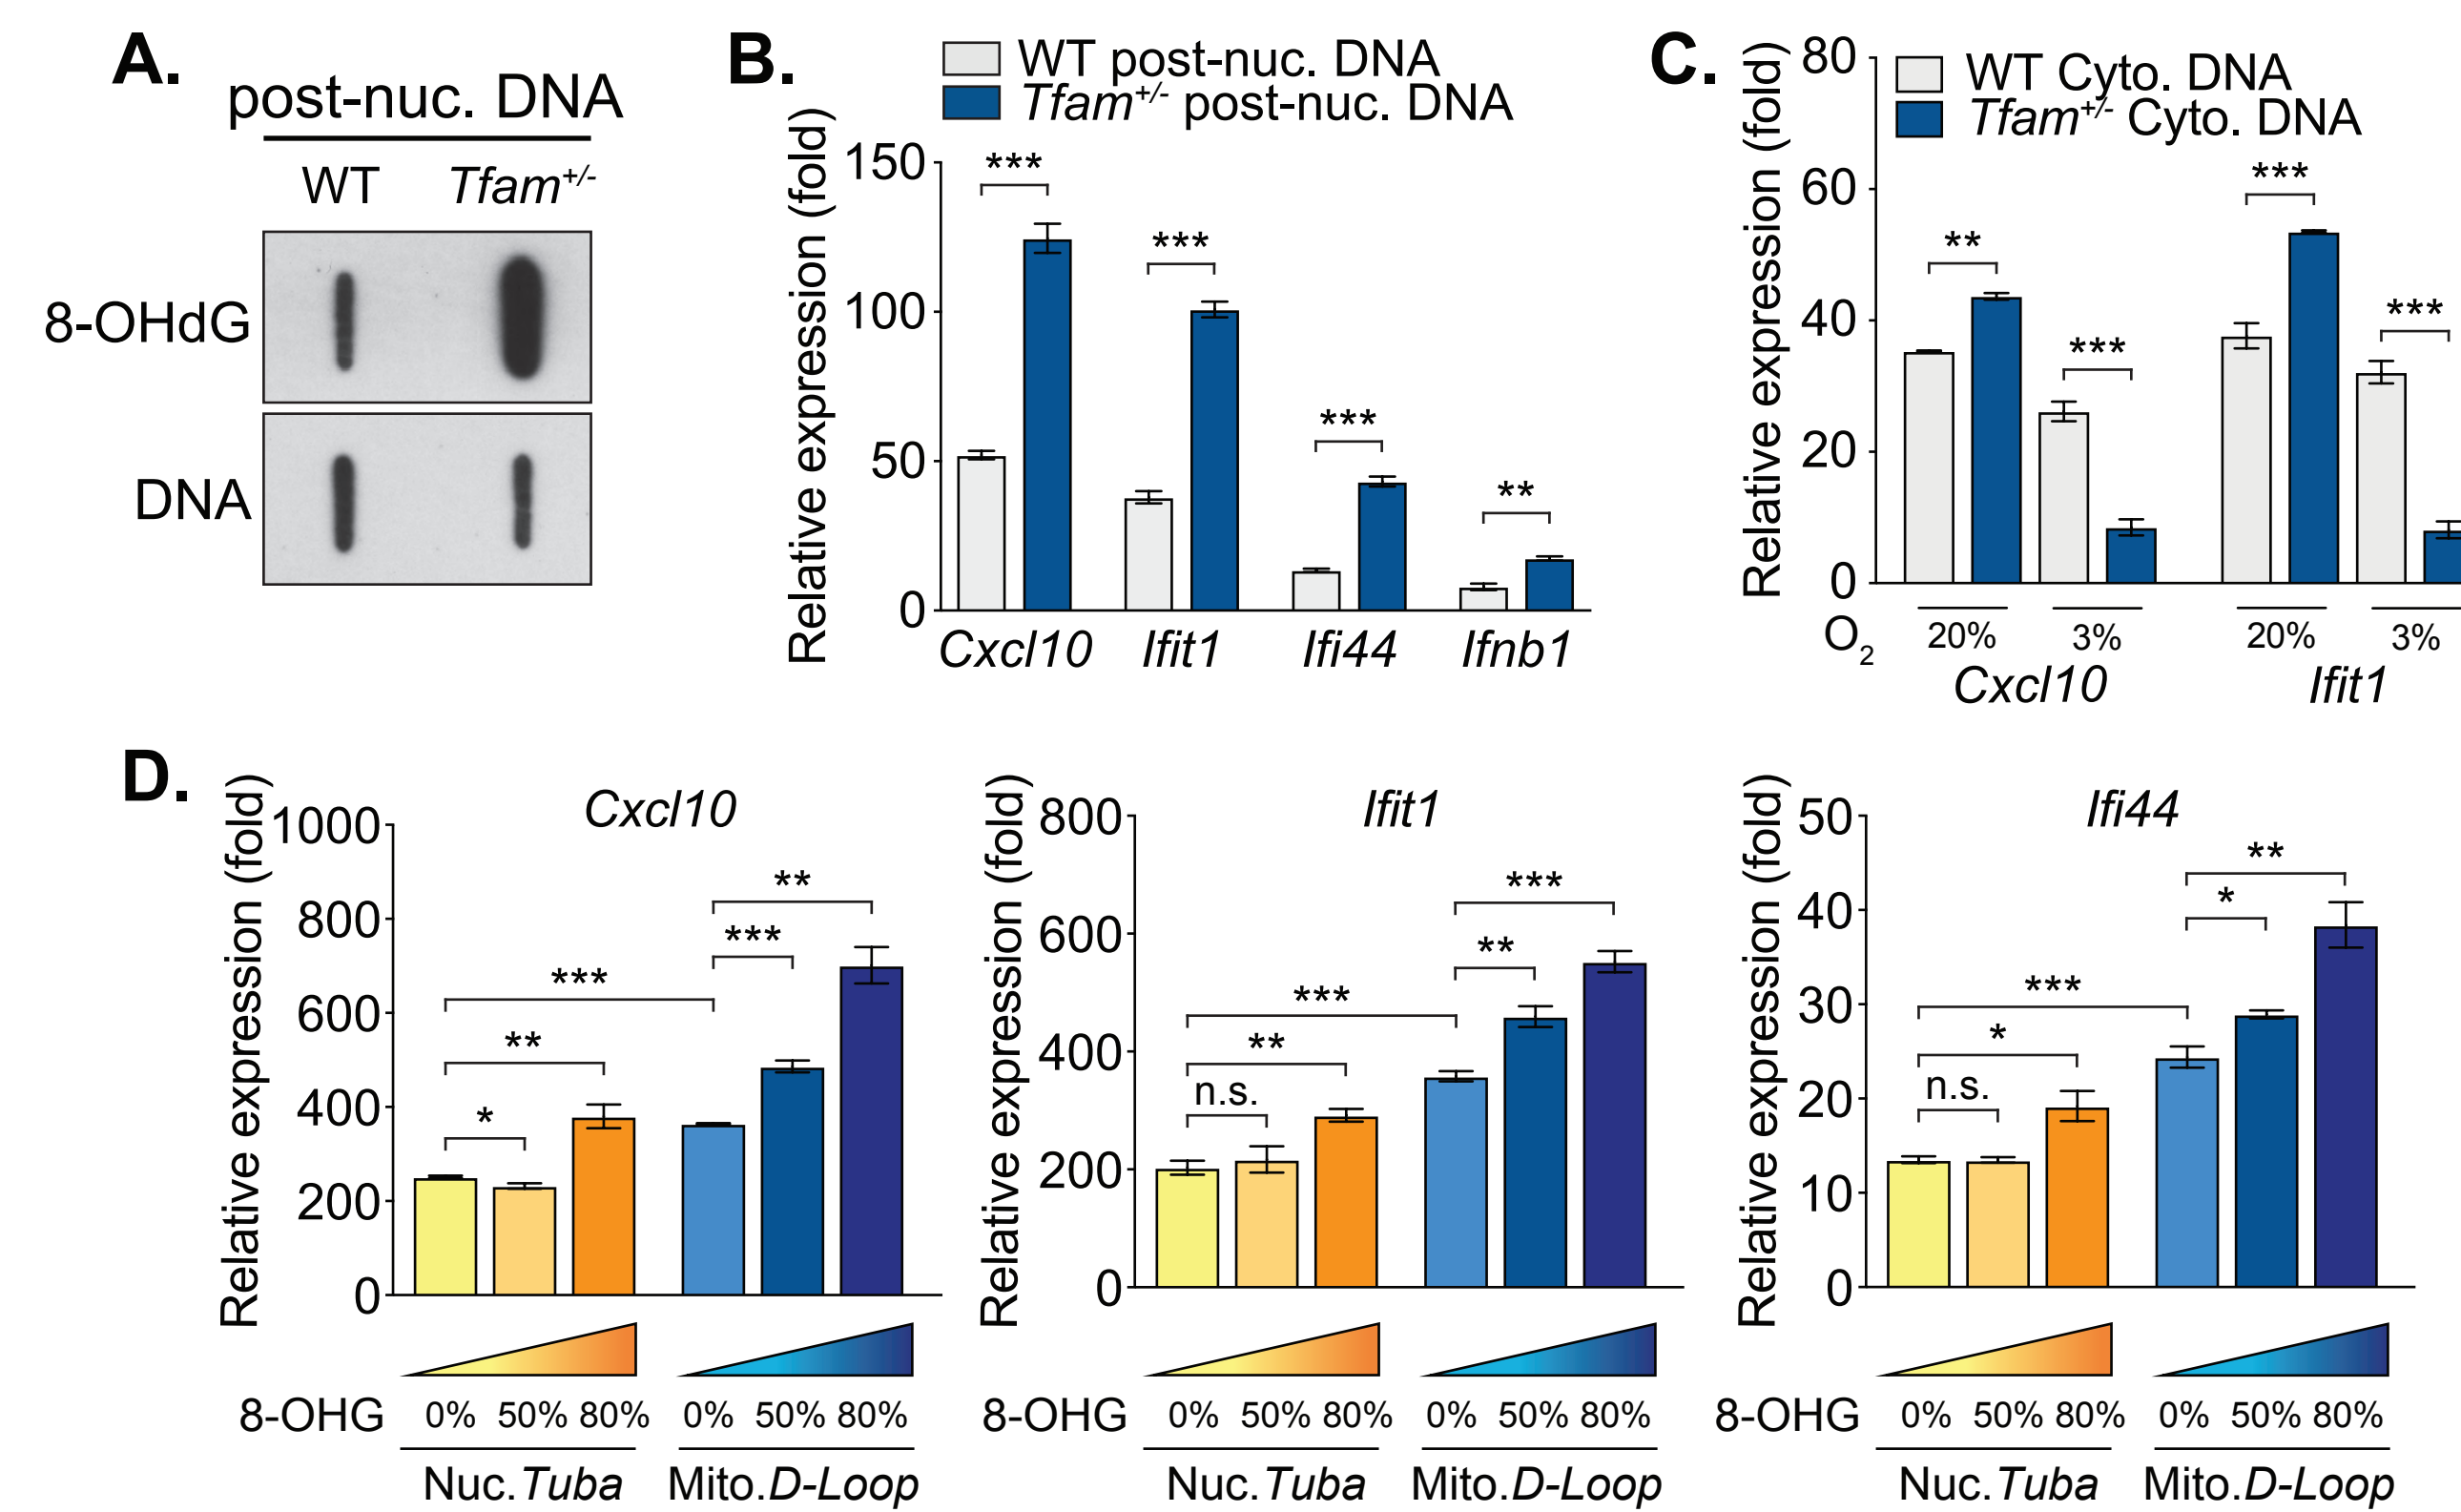 A.
post-nuc. DNA
WT Tfam+/-
8-OHdG
DNA
B.
WT post-nuc. DNA
Tfam+/- post-nuc. DNA
Relative expression (fold)
150
100
50
0
***
***
***
**
Cxcl10 Ifit1 Ifi44 Ifnb1
C.
WT Cyto. DNA
Tfam+/- Cyto. DNA
Relative expression (fold)
80
60
40
20
0
**
***
***
***
O2 20% 3% 20% 3%
Cxcl10 Ifit1
D.
Cxcl10
Relative expression (fold)
1000
800
600
400
200
0
**
***
***
**
*
8-OHG 0% 50% 80% 0% 50% 80%
Nuc.Tuba Mito.D-Loop
Ifit1
Relative expression (fold)
800
600
400
200
0
***
**
***
**
n.s.
8-OHG 0% 50% 80% 0% 50% 80%
Nuc.Tuba Mito.D-Loop
Ifi44
Relative expression (fold)
50
40
30
20
10
0
**
*
***
*
n.s.
8-OHG 0% 50% 80% 0% 50% 80%
Nuc.Tuba Mito.D-Loop